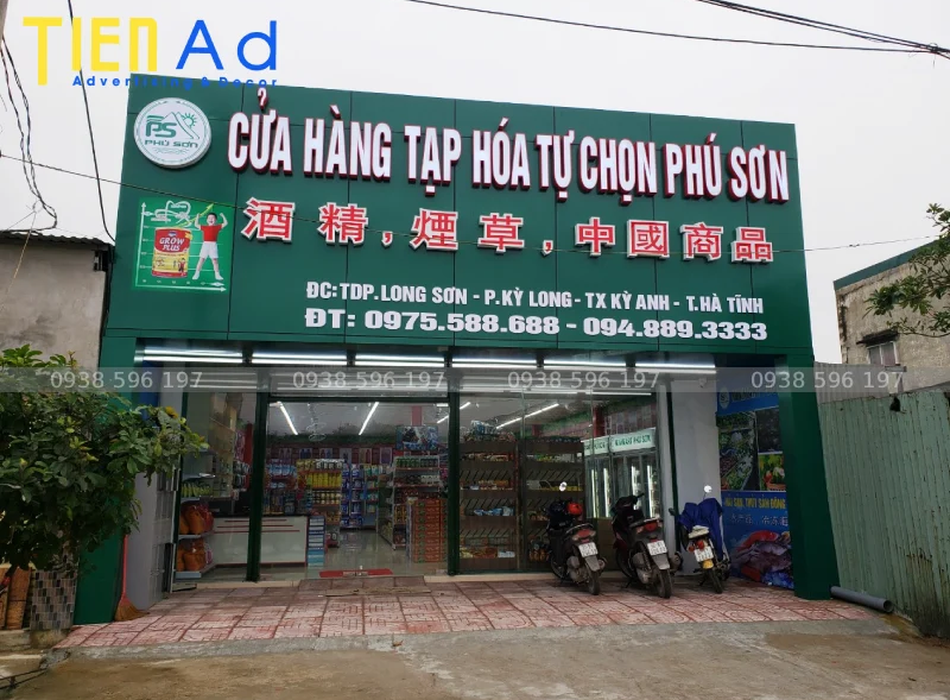 TIEN Ad
Advertising & Decor
PS
PHÚ SƠN
CỬA HÀNG TẠP HÓA TỰ CHỌN PHÚ SƠN
酒精,煙草,中國商品
GROW PLUS
ĐC:TDP.LONG SƠN - P.KỲ LONG - TX KỲ ANH - T.HÀ TĨNH
ĐT: 0975.588.688 - 094.889.3333
0938 596 197 0938 596 197 0938 596 197 0938 596 197